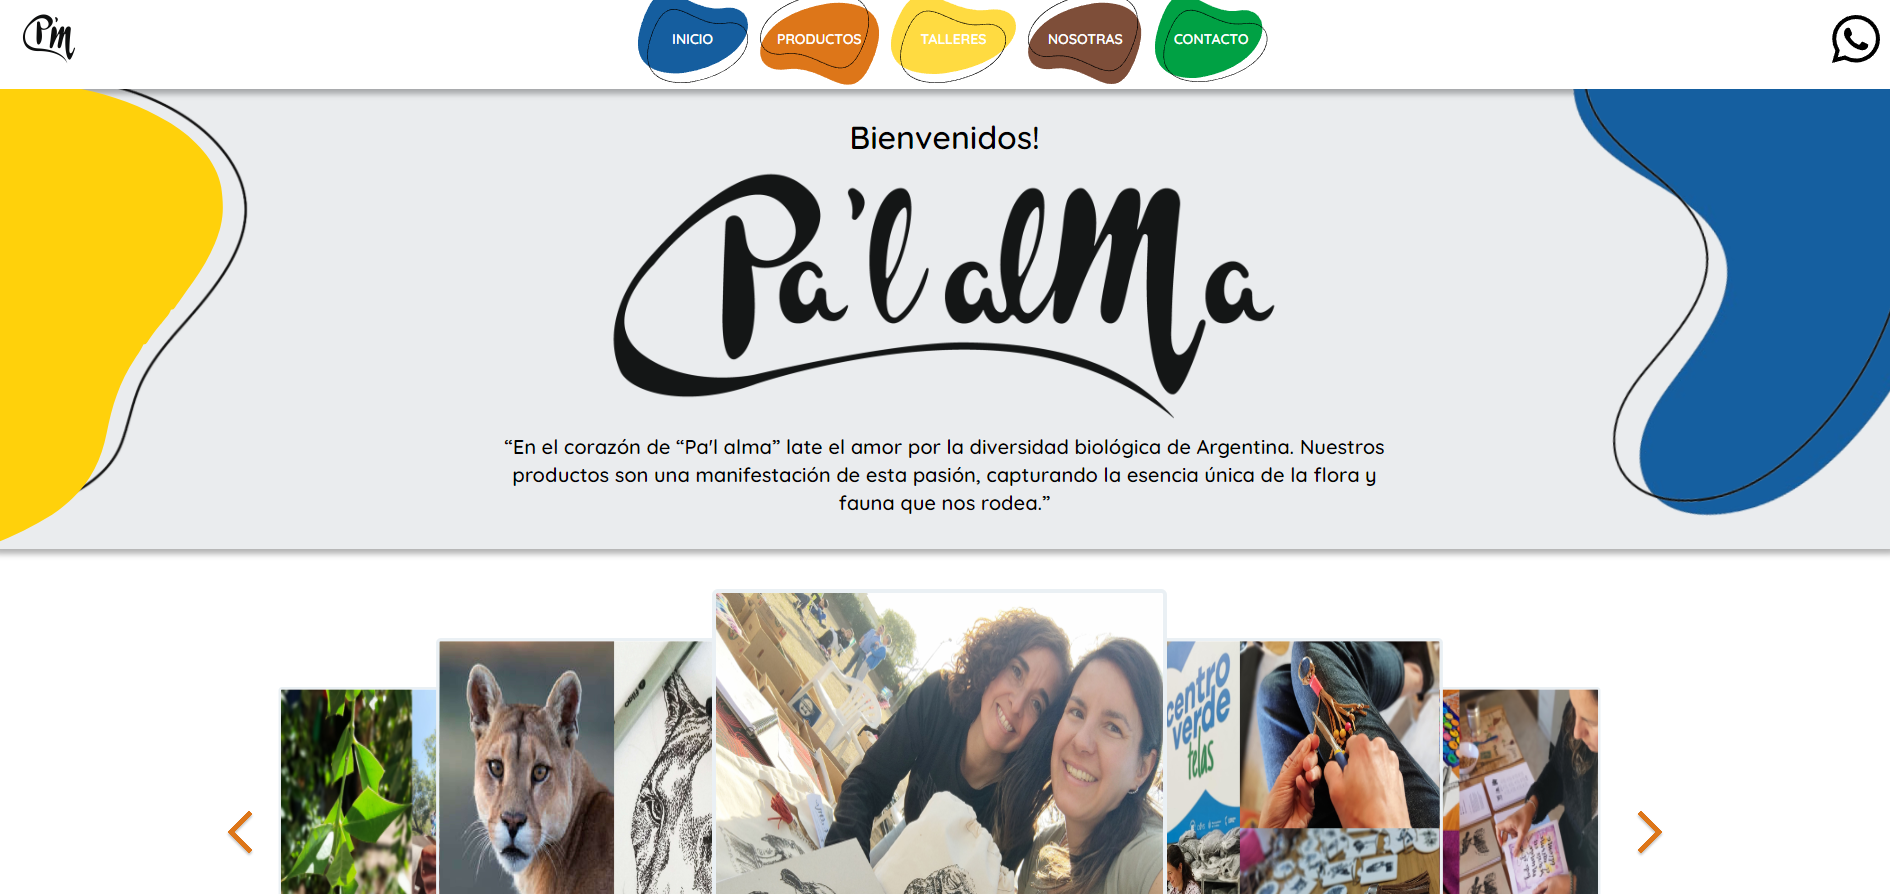 P'm
INICIO
PRODUCTOS
TALLERES
NOSOTRAS
CONTACTO
Bienvenidos!
Pa'l alMa
“En el corazón de “Pa'l alma” late el amor por la diversidad biológica de Argentina. Nuestros
productos son una manifestación de esta pasión, capturando la esencia única de la flora y
fauna que nos rodea.”
centro
verde
telas